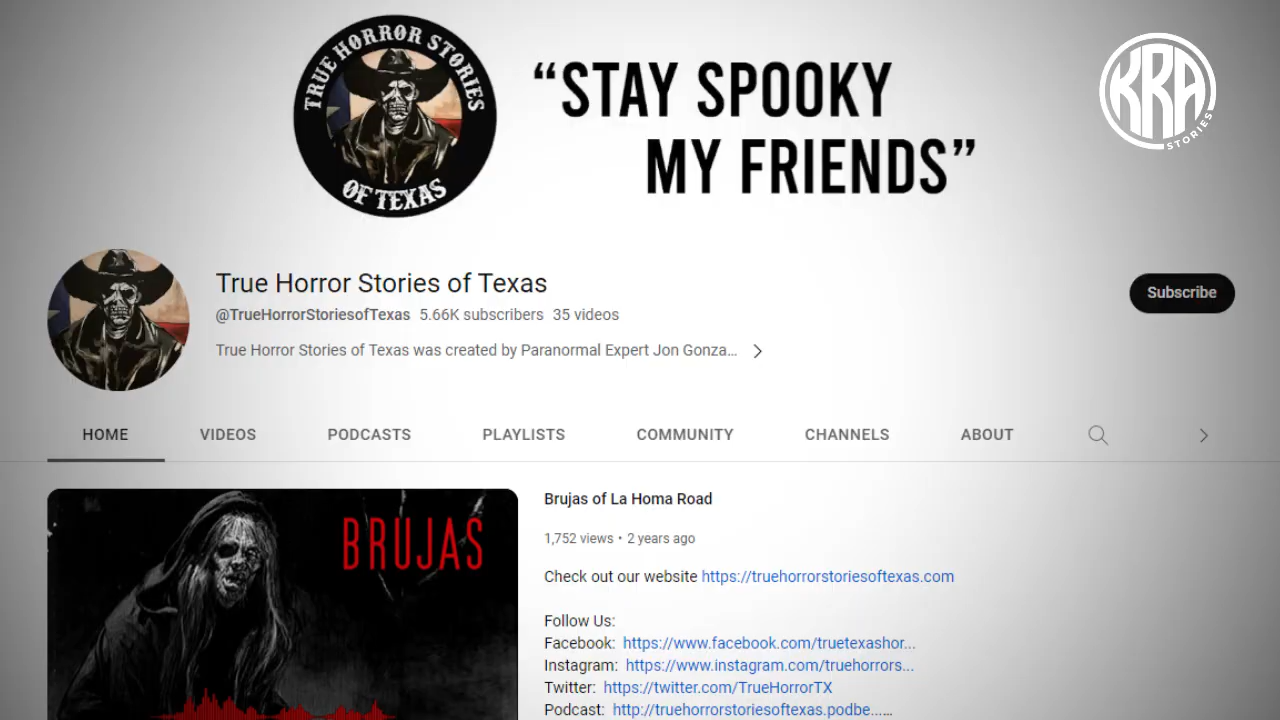 TRUE HORROR STORIES
OF TEXAS
“STAY SPOOKY
MY FRIENDS”
KRA
STORIES
True Horror Stories of Texas
@TrueHorrorStoriesofTexas 5.66K subscribers 35 videos
True Horror Stories of Texas was created by Paranormal Expert Jon Gonza...
Subscribe
HOME VIDEOS PODCASTS PLAYLISTS COMMUNITY CHANNELS ABOUT
BRUJAS
Brujas of La Homa Road
1,752 views • 2 years ago
Check out our website https://truehorrorstoriesoftexas.com
Follow Us:
Facebook: https://www.facebook.com/truetexashor...
Instagram: https://www.instagram.com/truehorrors...
Twitter: https://twitter.com/TrueHorrorTX
Podcast: http://truehorrorstoriesoftexas.podbe......